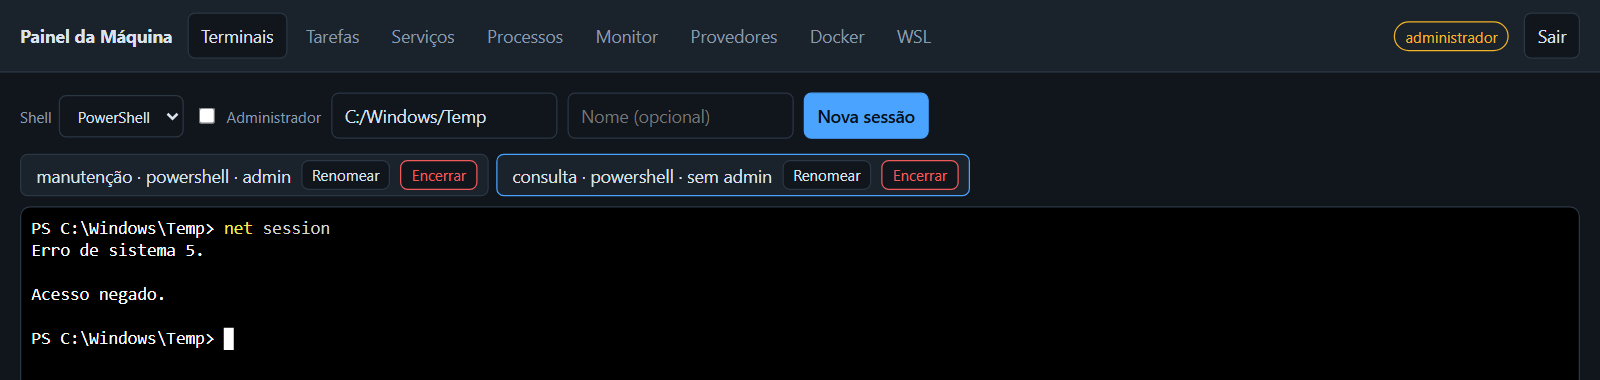 Painel da Máquina Terminais Tarefas Serviços Processos Monitor Provedores Docker WSL administrador Sair
Shell PowerShell Administrador C:/Windows/Temp Nome (opcional) Nova sessão
manutenção · powershell · admin Renomear Encerrar consulta · powershell · sem admin Renomear Encerrar
PS C:\Windows\Temp> net session
Erro de sistema 5.
Acesso negado.
PS C:\Windows\Temp>